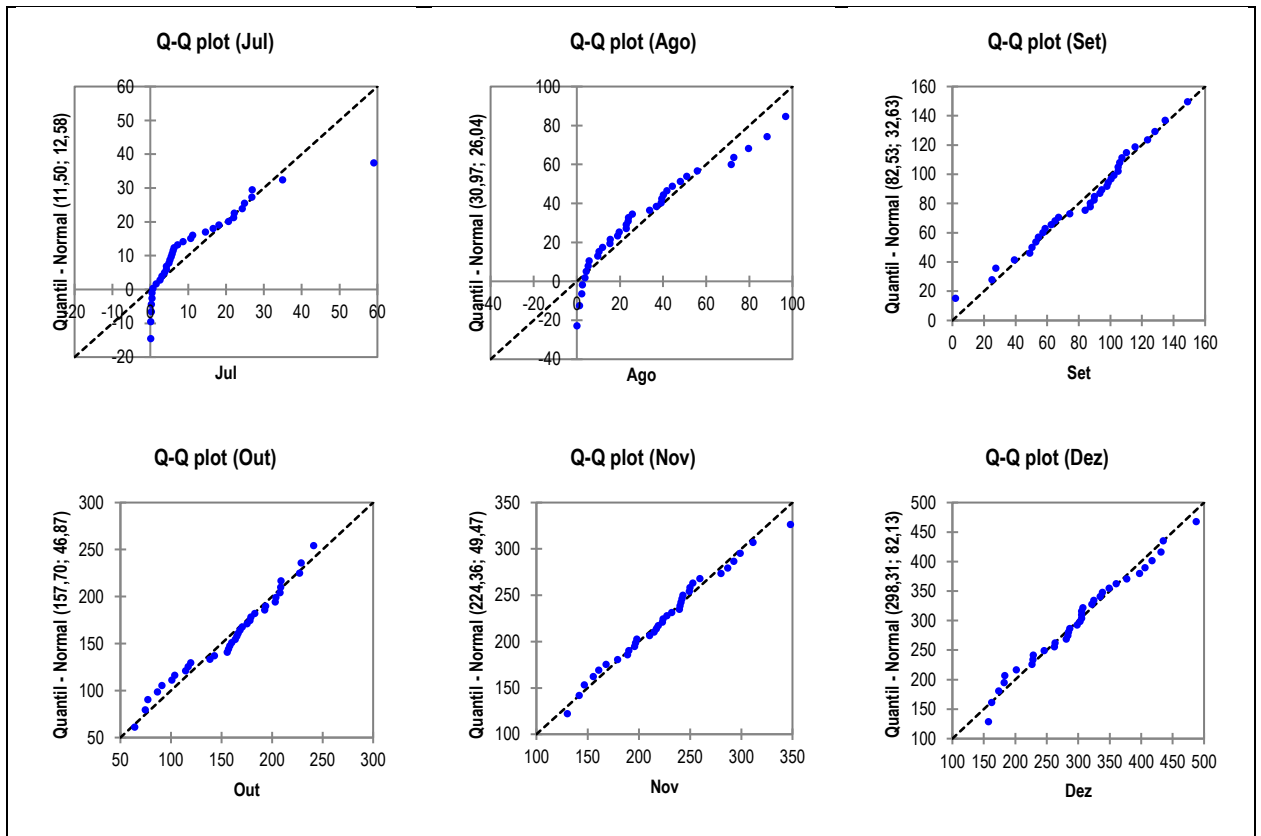 Q-Q plot (Jul)
Quantil - Normal (11,50; 12,58)
60
50
40
30
20
10
0
-10
-20
-20 -10 0 10 20 30 40 50 60
Jul
Q-Q plot (Ago)
Quantil - Normal (30,97; 26,04)
100
80
60
40
20
0
-20
-40
-40 -20 0 20 40 60 80 100
Ago
Q-Q plot (Set)
Quantil - Normal (82,53; 32,63)
160
140
120
100
80
60
40
20
0
0 20 40 60 80 100 120 140 160
Set
Q-Q plot (Out)
Quantil - Normal (157,70; 46,87)
300
250
200
150
100
50
50 100 150 200 250 300
Out
Q-Q plot (Nov)
Quantil - Normal (224,36; 49,47)
350
300
250
200
150
100
100 150 200 250 300 350
Nov
Q-Q plot (Dez)
Quantil - Normal (298,31; 82,13)
500
450
400
350
300
250
200
150
100
100 150 200 250 300 350 400 450 500
Dez